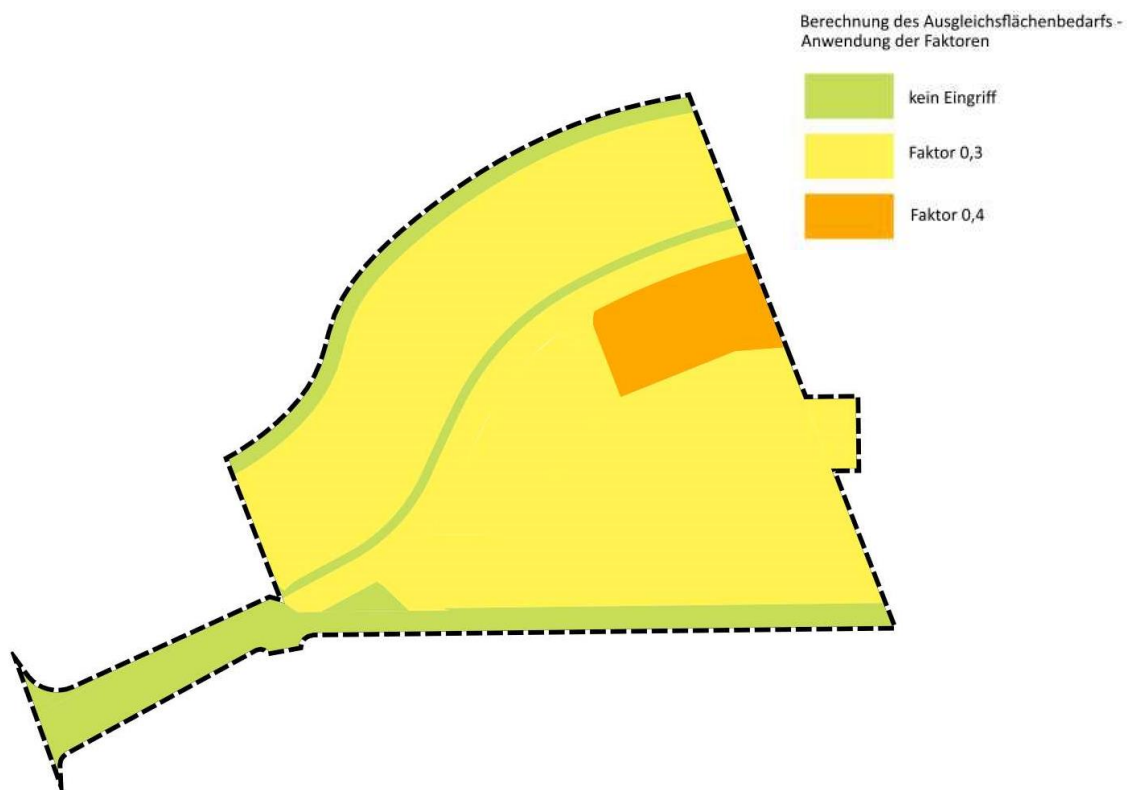 Berechnung des Ausgleichsflächenbedarfs -
Anwendung der Faktoren
kein Eingriff
Faktor 0,3
Faktor 0,4